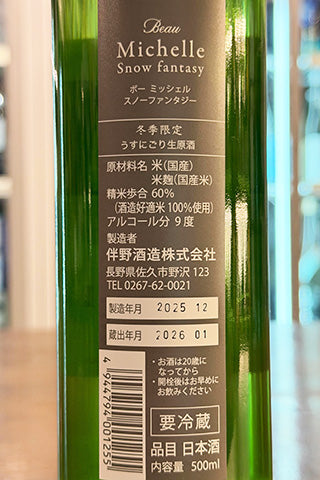 Beau
Michelle
Snow fantasy
ボー ミッシェル
スノーファンタジー
冬季限定
うすにごり生原酒
原材料名 米(国産)
米麹(国産米)
精米歩合 60%
(酒造好適米 100%使用)
アルコール分 9度
製造者
伴野酒造株式会社
長野県佐久市野沢 123
TEL 0267-62-0021
製造年月 2025 12
蔵出年月 2026 01
・お酒は20歳に
なってから
・開栓後はお早めに
お飲みください
要冷蔵
品目 日本酒
内容量 500ml
4 944794 001255